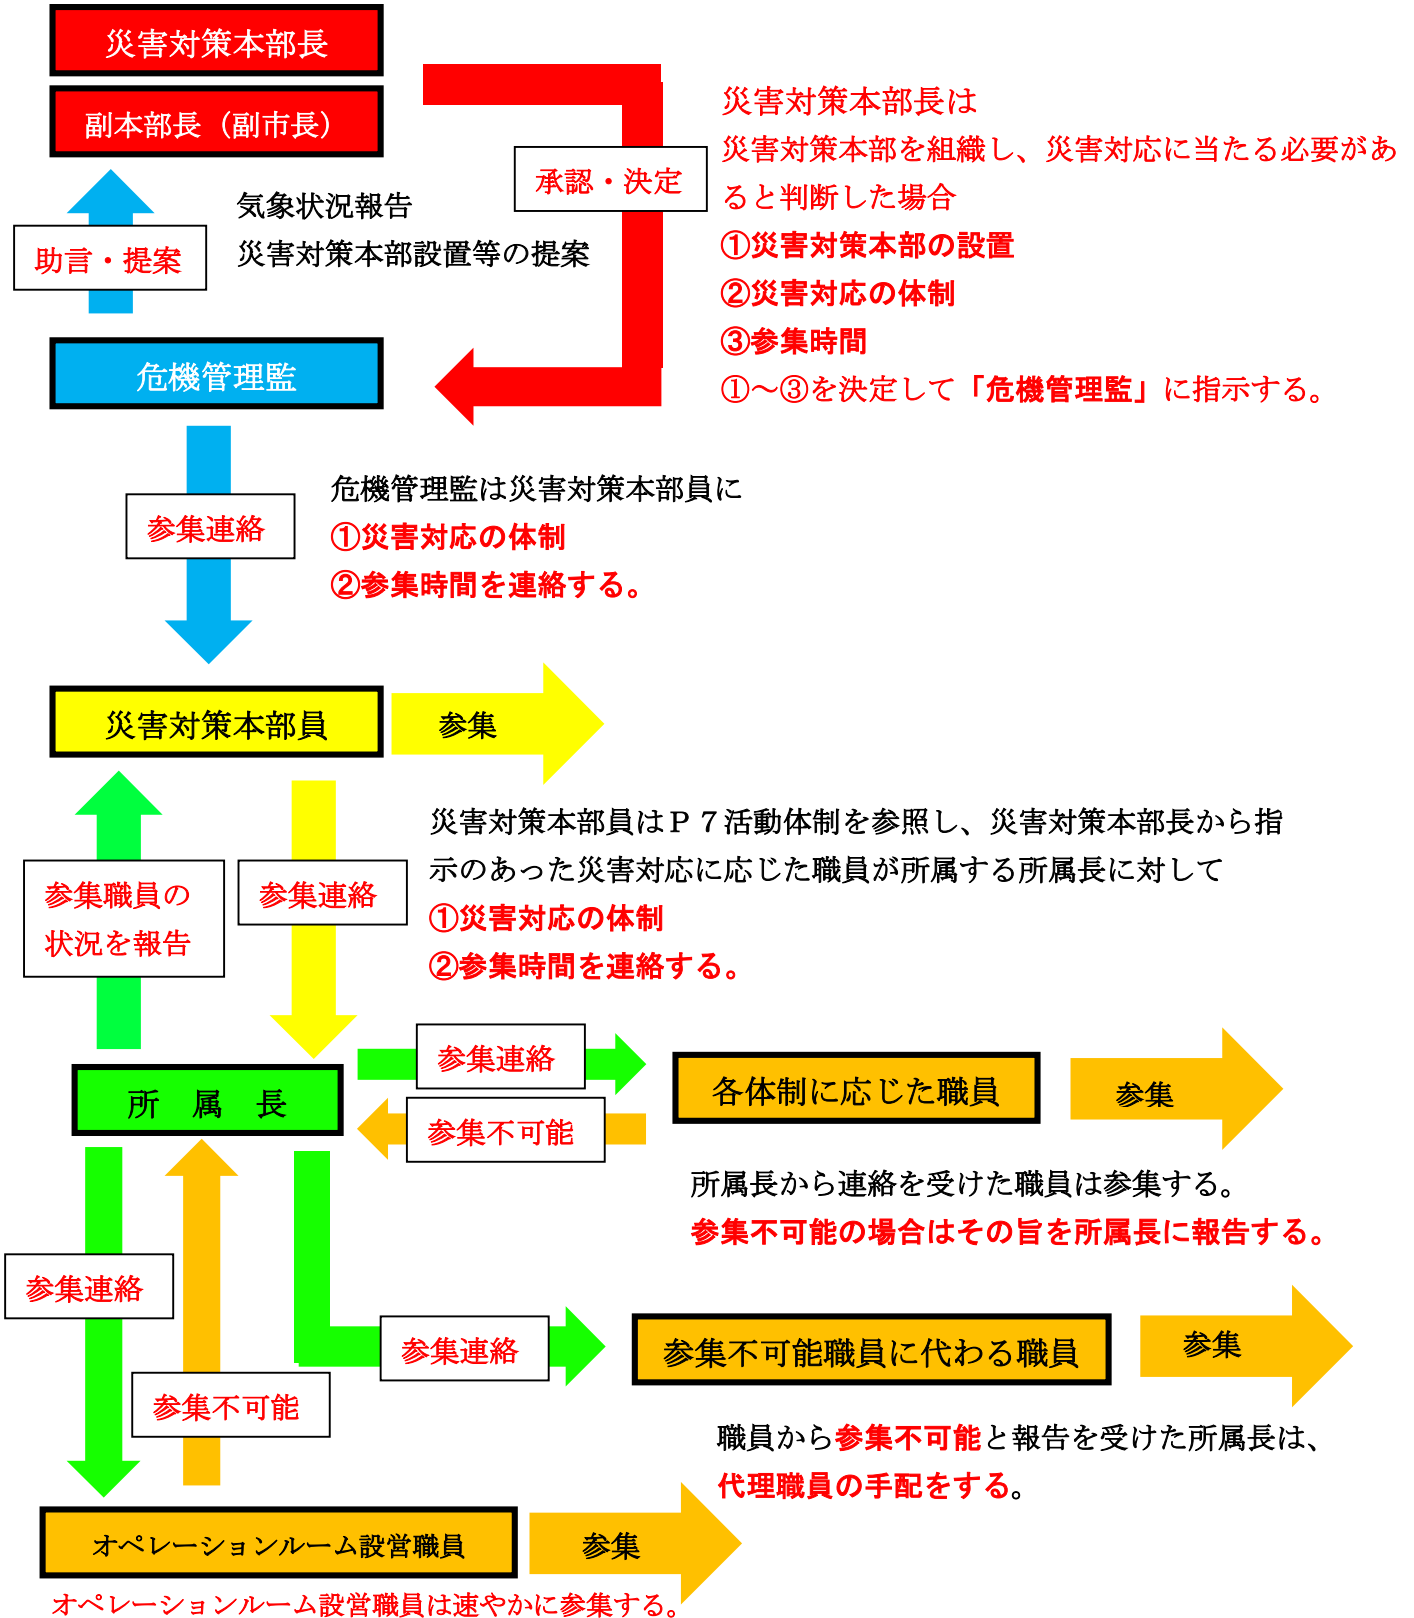 災害対策本部長
副本部長（副市長）
承認・決定
災害対策本部長は
災害対策本部を組織し、災害対応に当たる必要があ
ると判断した場合
①災害対策本部の設置
②災害対応の体制
③参集時間
①～③を決定して「危機管理監」に指示する。
助言・提案
気象状況報告
災害対策本部設置等の提案
危機管理監
参集連絡
危機管理監は災害対策本部員に
①災害対応の体制
②参集時間を連絡する。
災害対策本部員
参集
参集職員の
状況を報告
参集連絡
災害対策本部員はＰ７活動体制を参照し、災害対策本部長から指
示のあった災害対応に応じた職員が所属する所属長に対して
①災害対応の体制
②参集時間を連絡する。
所　属　長
参集連絡
参集不可能
各体制に応じた職員
参集
所属長から連絡を受けた職員は参集する。
参集不可能の場合はその旨を所属長に報告する。
参集連絡
参集不可能
参集連絡
参集不可能職員に代わる職員
参集
職員から参集不可能と報告を受けた所属長は、
代理職員の手配をする。
オペレーションルーム設営職員
参集
オペレーションルーム設営職員は速やかに参集する。